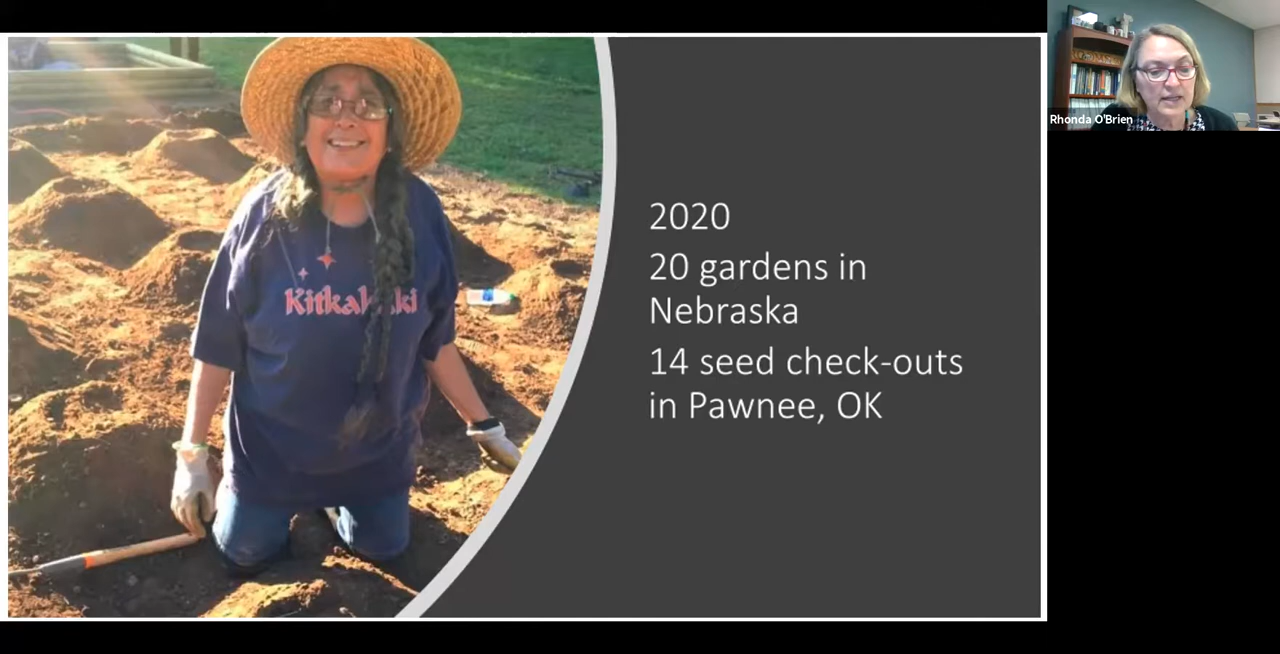 2020
20 gardens in
Nebraska
14 seed check-outs
in Pawnee, OK
Rhonda O'Brien